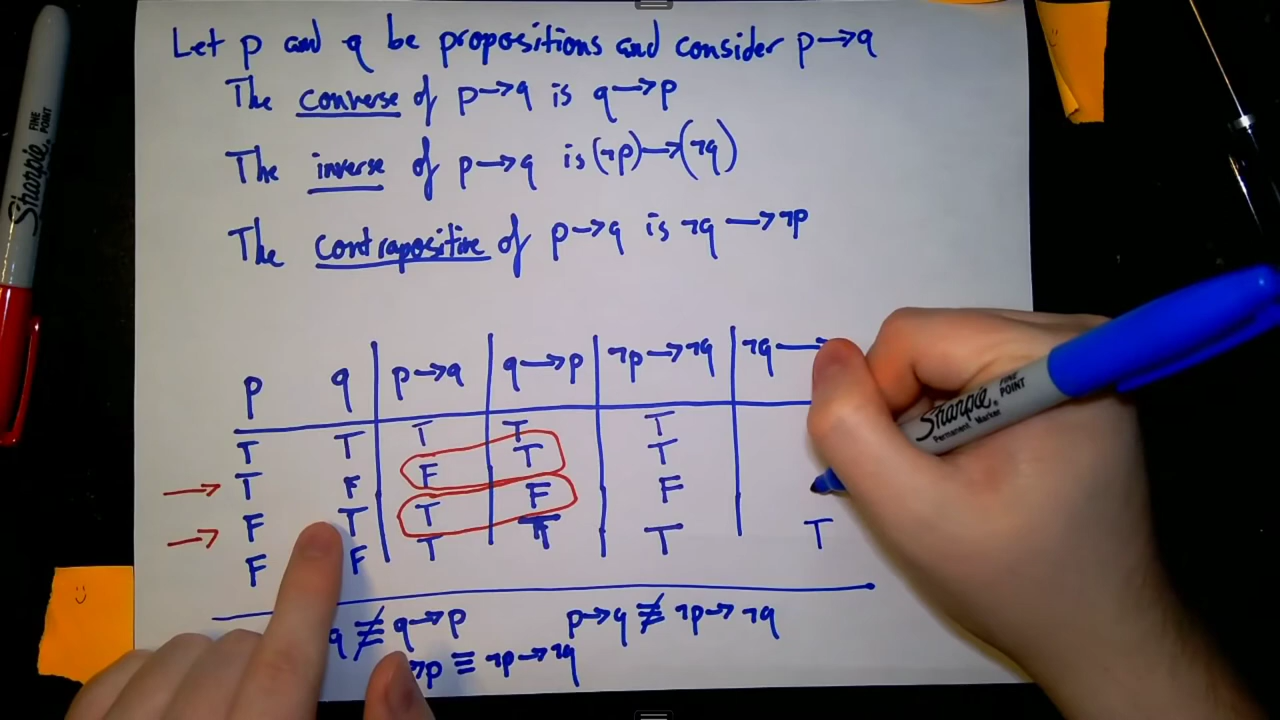 Let p and q be propositions and consider p→q
The converse of p→q is q→p
The inverse of p→q is (¬p)→(¬q)
The contrapositive of p→q is ¬q→¬p
p q p→q q→p ¬p→¬q ¬q→
T T T T T
T F F T T
F T T F F
F F T T T T
q ≢ q→p p→q ≢ ¬p→¬q
→p ≡ ¬p→¬q
Sharpie FINE POINT
Sharpie FINE POINT
Permanent Marker